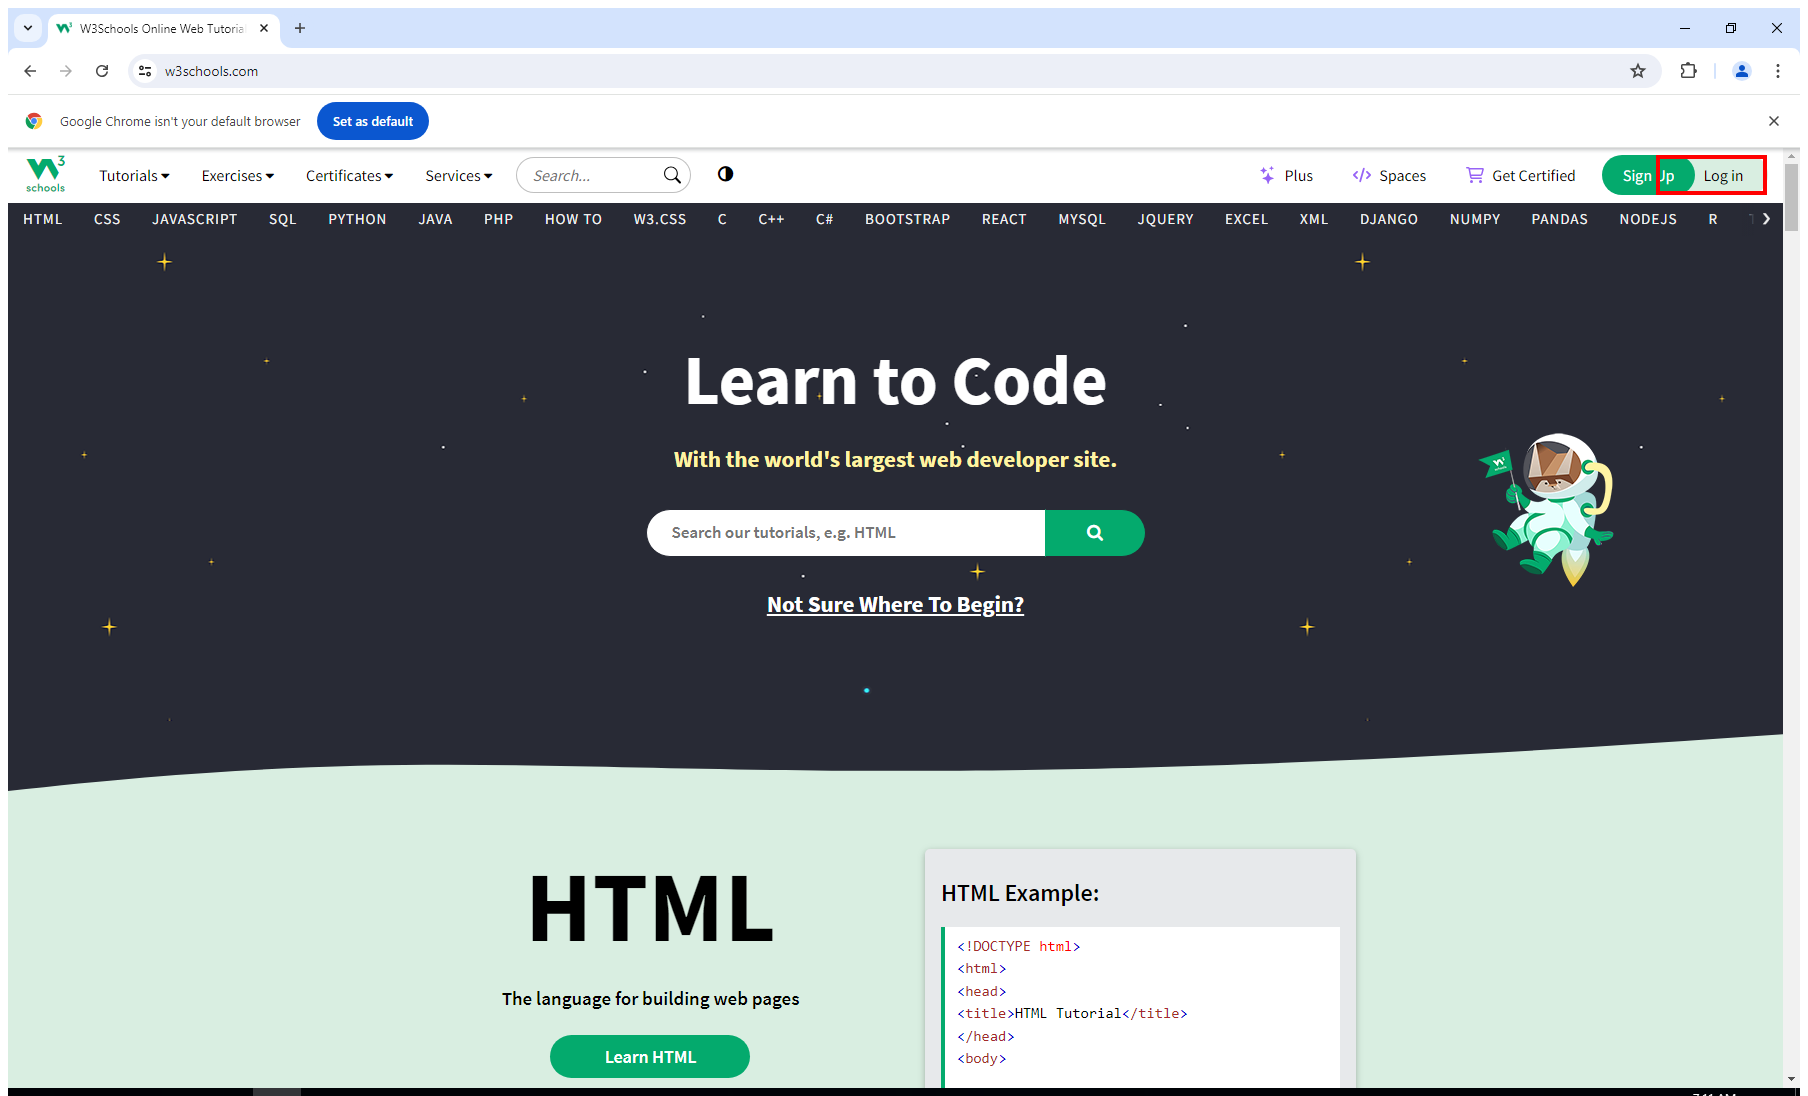 W3Schools Online Web Tutoria
w3schools.com
Google Chrome isn't your default browser
Set as default
3
schools
Tutorials
Exercises
Certificates
Services
Search...
Plus
Spaces
Get Certified
Sign Up
Log in
HTML CSS JAVASCRIPT SQL PYTHON JAVA PHP HOW TO W3.CSS C C++ C# BOOTSTRAP REACT MYSQL JQUERY EXCEL XML DJANGO NUMPY PANDAS NODEJS R
Learn to Code
With the world's largest web developer site.
Search our tutorials, e.g. HTML
Not Sure Where To Begin?
HTML
The language for building web pages
Learn HTML
HTML Example:
<!DOCTYPE html>
<html>
<head>
<title>HTML Tutorial</title>
</head>
<body>